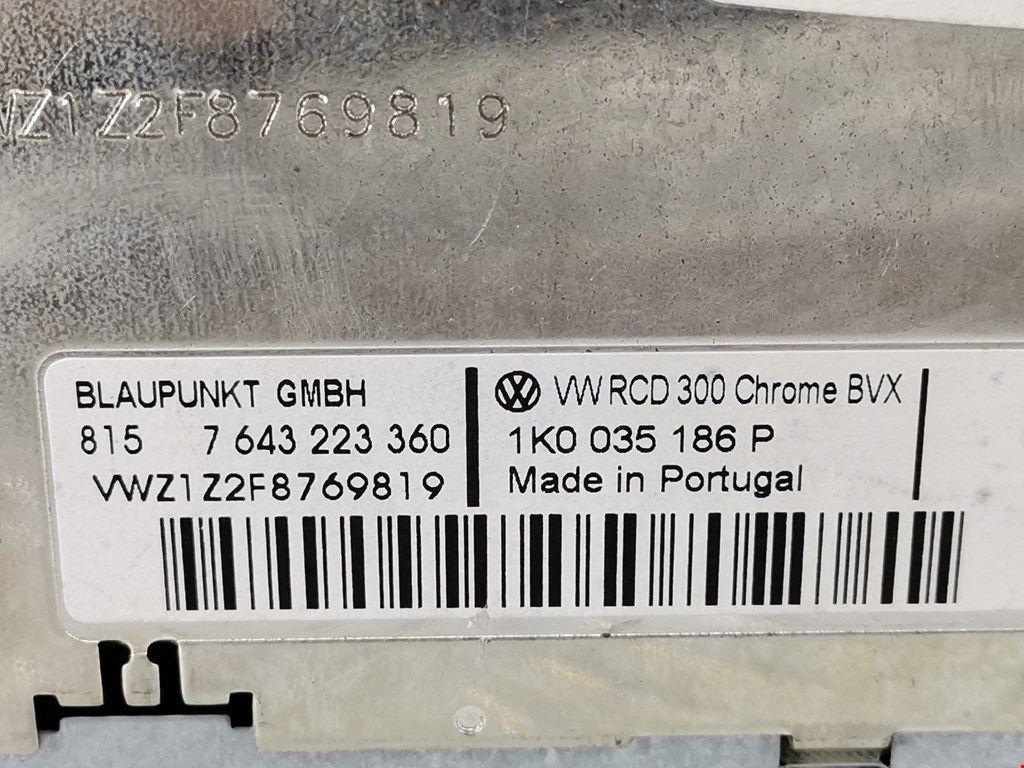 VWZ1Z2F8769819
BLAUPUNKT GMBH
815 7 643 223 360
VWZ1Z2F8769819
VW RCD 300 Chrome BVX
1K0 035 186 P
Made in Portugal